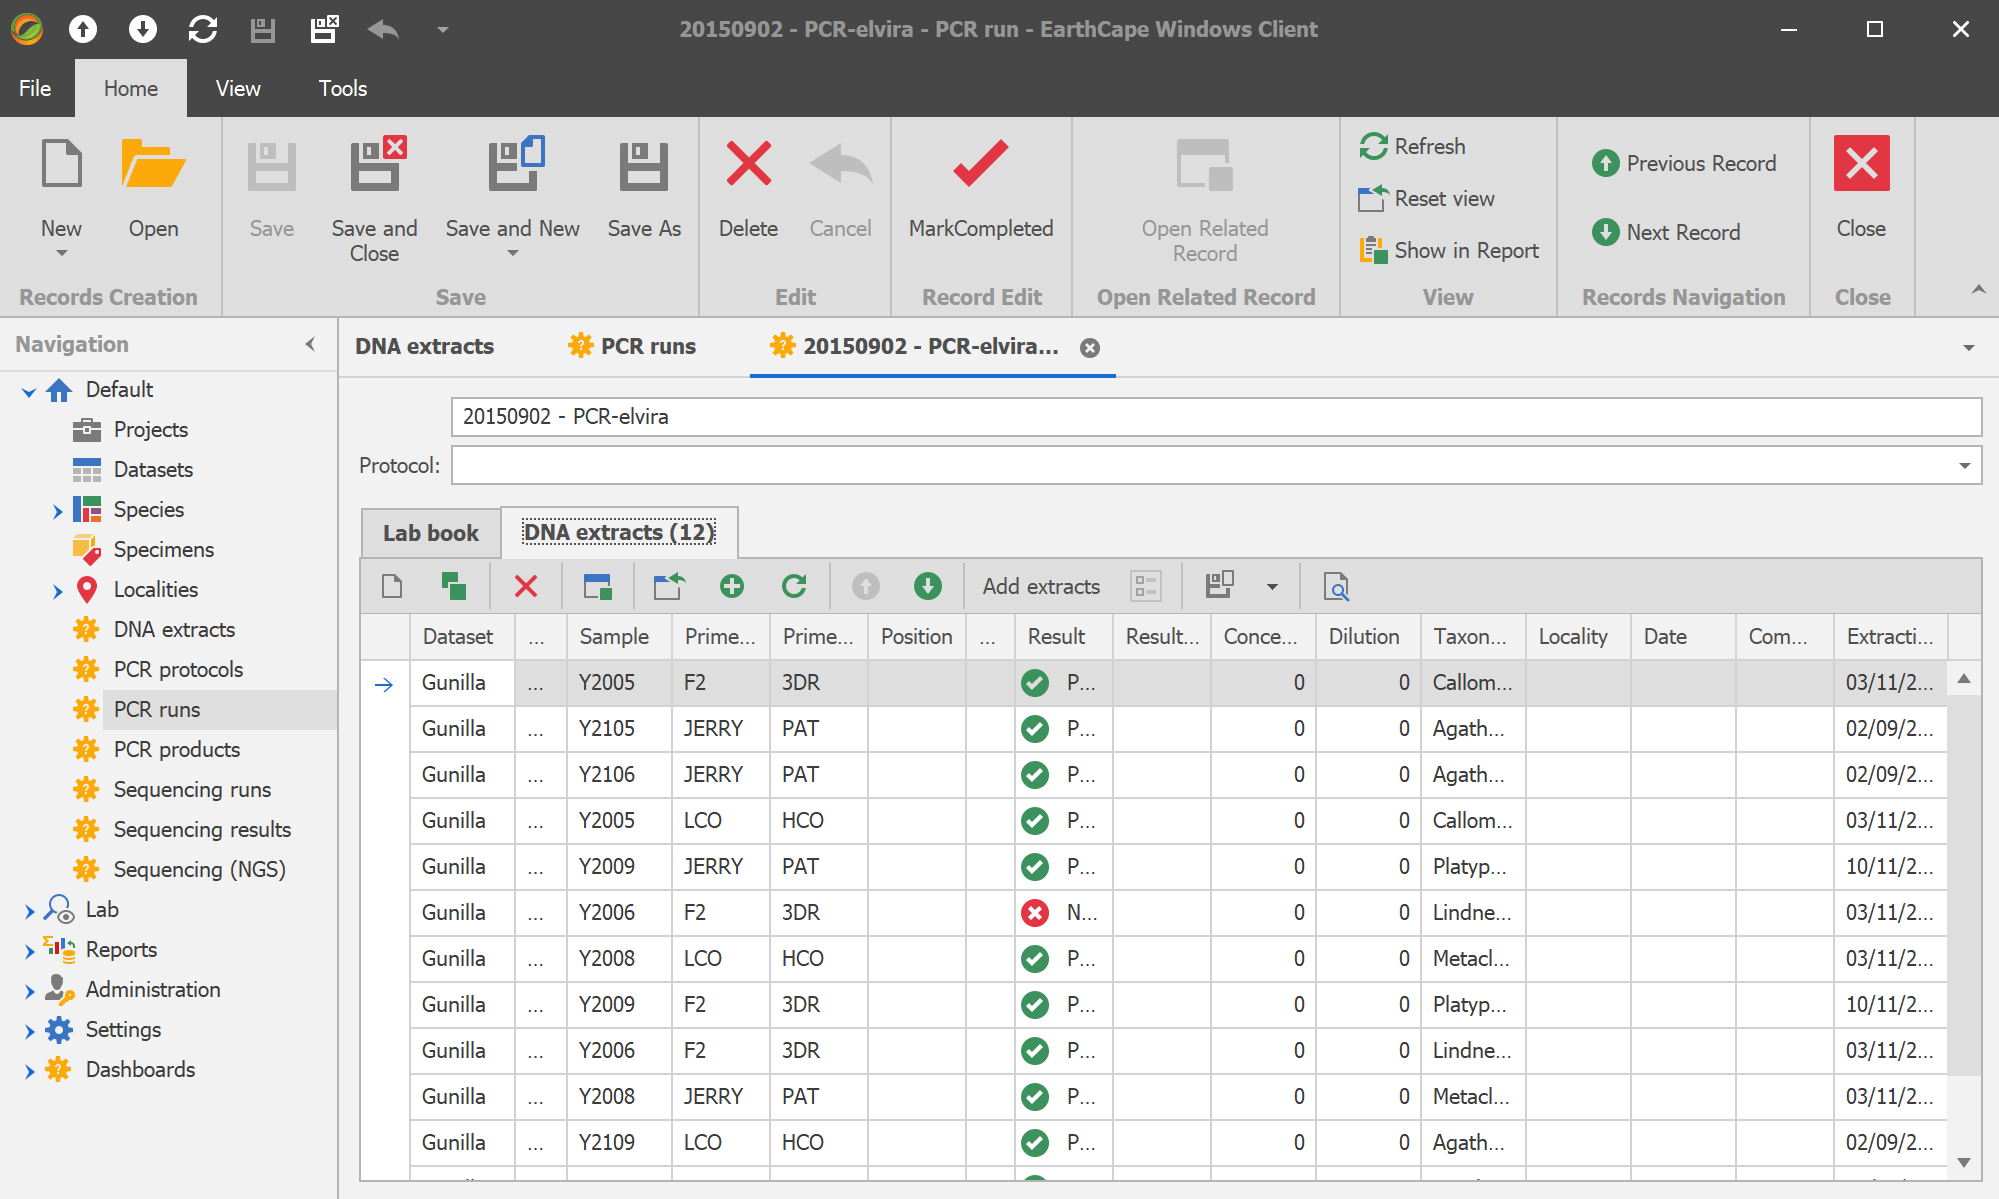 20150902 - PCR-elvira - PCR run - EarthCape Windows Client
File Home View Tools
New Open Save Save and Close Save and New Save As Delete Cancel MarkCompleted Open Related Record Refresh Reset view Show in Report Previous Record Next Record Close
Records Creation Save Edit Record Edit Open Related Record View Records Navigation Close
Navigation
Default
Projects
Datasets
Species
Specimens
Localities
DNA extracts
PCR protocols
PCR runs
PCR products
Sequencing runs
Sequencing results
Sequencing (NGS)
Lab
Reports
Administration
Settings
Dashboards
DNA extracts PCR runs 20150902 - PCR-elvira...
20150902 - PCR-elvira
Protocol:
Lab book DNA extracts (12)
Add extracts
Dataset ... Sample Prime... Prime... Position ... Result Result... Conce... Dilution Taxon... Locality Date Com... Extracti...
Gunilla ... Y2005 F2 3DR P... 0 0 Callom... 03/11/2...
Gunilla ... Y2105 JERRY PAT P... 0 0 Agath... 02/09/2...
Gunilla ... Y2106 JERRY PAT P... 0 0 Agath... 02/09/2...
Gunilla ... Y2005 LCO HCO P... 0 0 Callom... 03/11/2...
Gunilla ... Y2009 JERRY PAT P... 0 0 Platyp... 10/11/2...
Gunilla ... Y2006 F2 3DR N... 0 0 Lindne... 03/11/2...
Gunilla ... Y2008 LCO HCO P... 0 0 Metacl... 03/11/2...
Gunilla ... Y2009 F2 3DR P... 0 0 Platyp... 10/11/2...
Gunilla ... Y2006 F2 3DR P... 0 0 Lindne... 03/11/2...
Gunilla ... Y2008 JERRY PAT P... 0 0 Metacl... 03/11/2...
Gunilla ... Y2109 LCO HCO P... 0 0 Agath... 02/09/2...